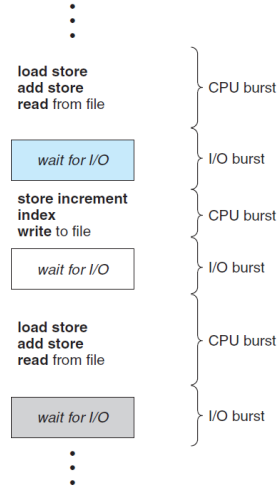 load store
add store
read from file
CPU burst
wait for I/O
I/O burst
store increment
index
write to file
CPU burst
wait for I/O
I/O burst
load store
add store
read from file
CPU burst
wait for I/O
I/O burst